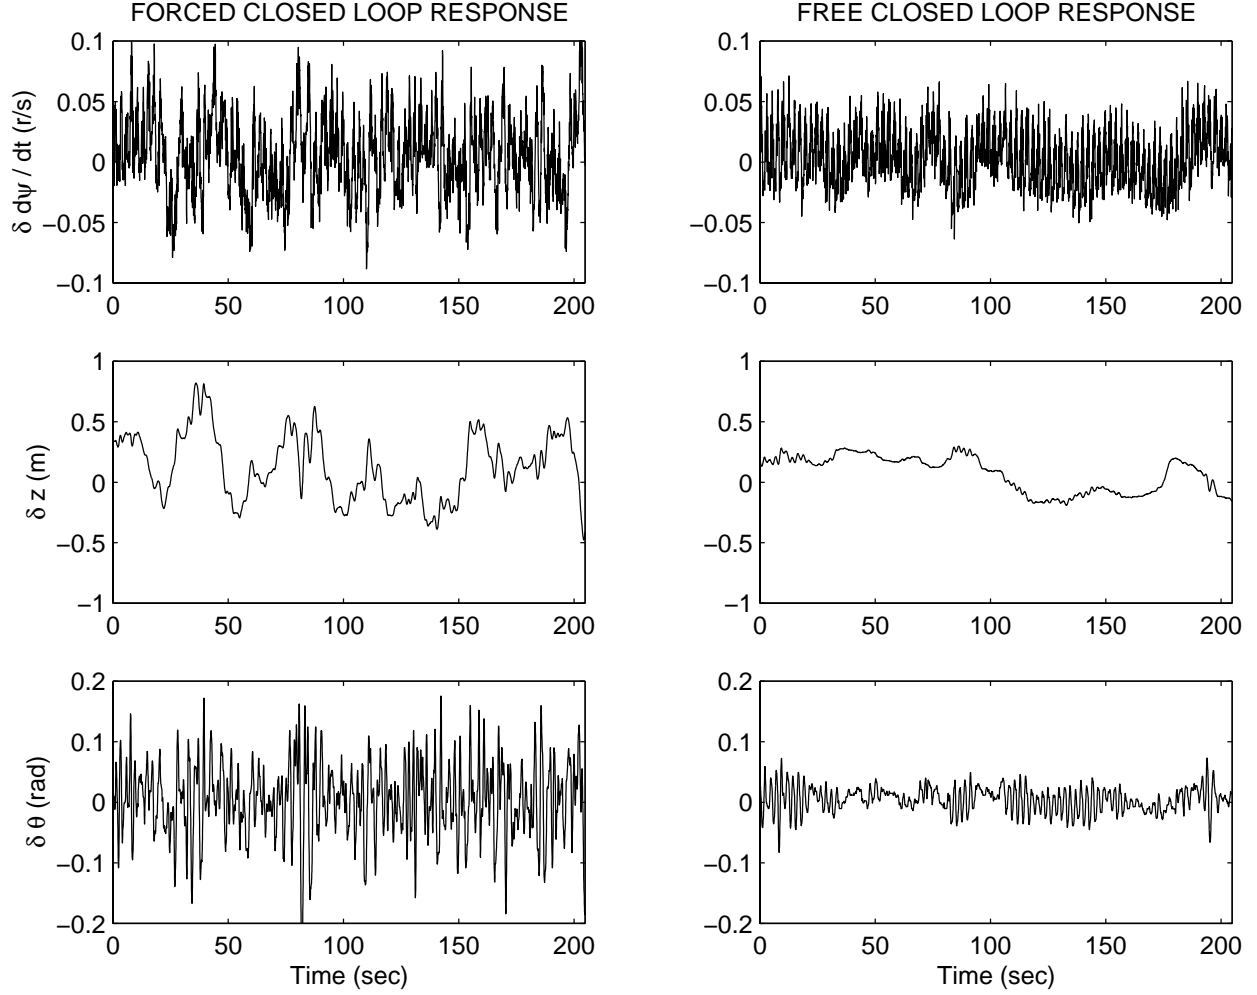 FORCED CLOSED LOOP RESPONSE
FREE CLOSED LOOP RESPONSE
δ dψ / dt (r/s)
0.1
0.05
0
−0.05
−0.1
0 50 100 150 200
0.1
0.05
0
−0.05
−0.1
0 50 100 150 200
δ z (m)
1
0.5
0
−0.5
−1
0 50 100 150 200
1
0.5
0
−0.5
−1
0 50 100 150 200
δ θ (rad)
0.2
0.1
0
−0.1
−0.2
0 50 100 150 200
Time (sec)
0.2
0.1
0
−0.1
−0.2
0 50 100 150 200
Time (sec)